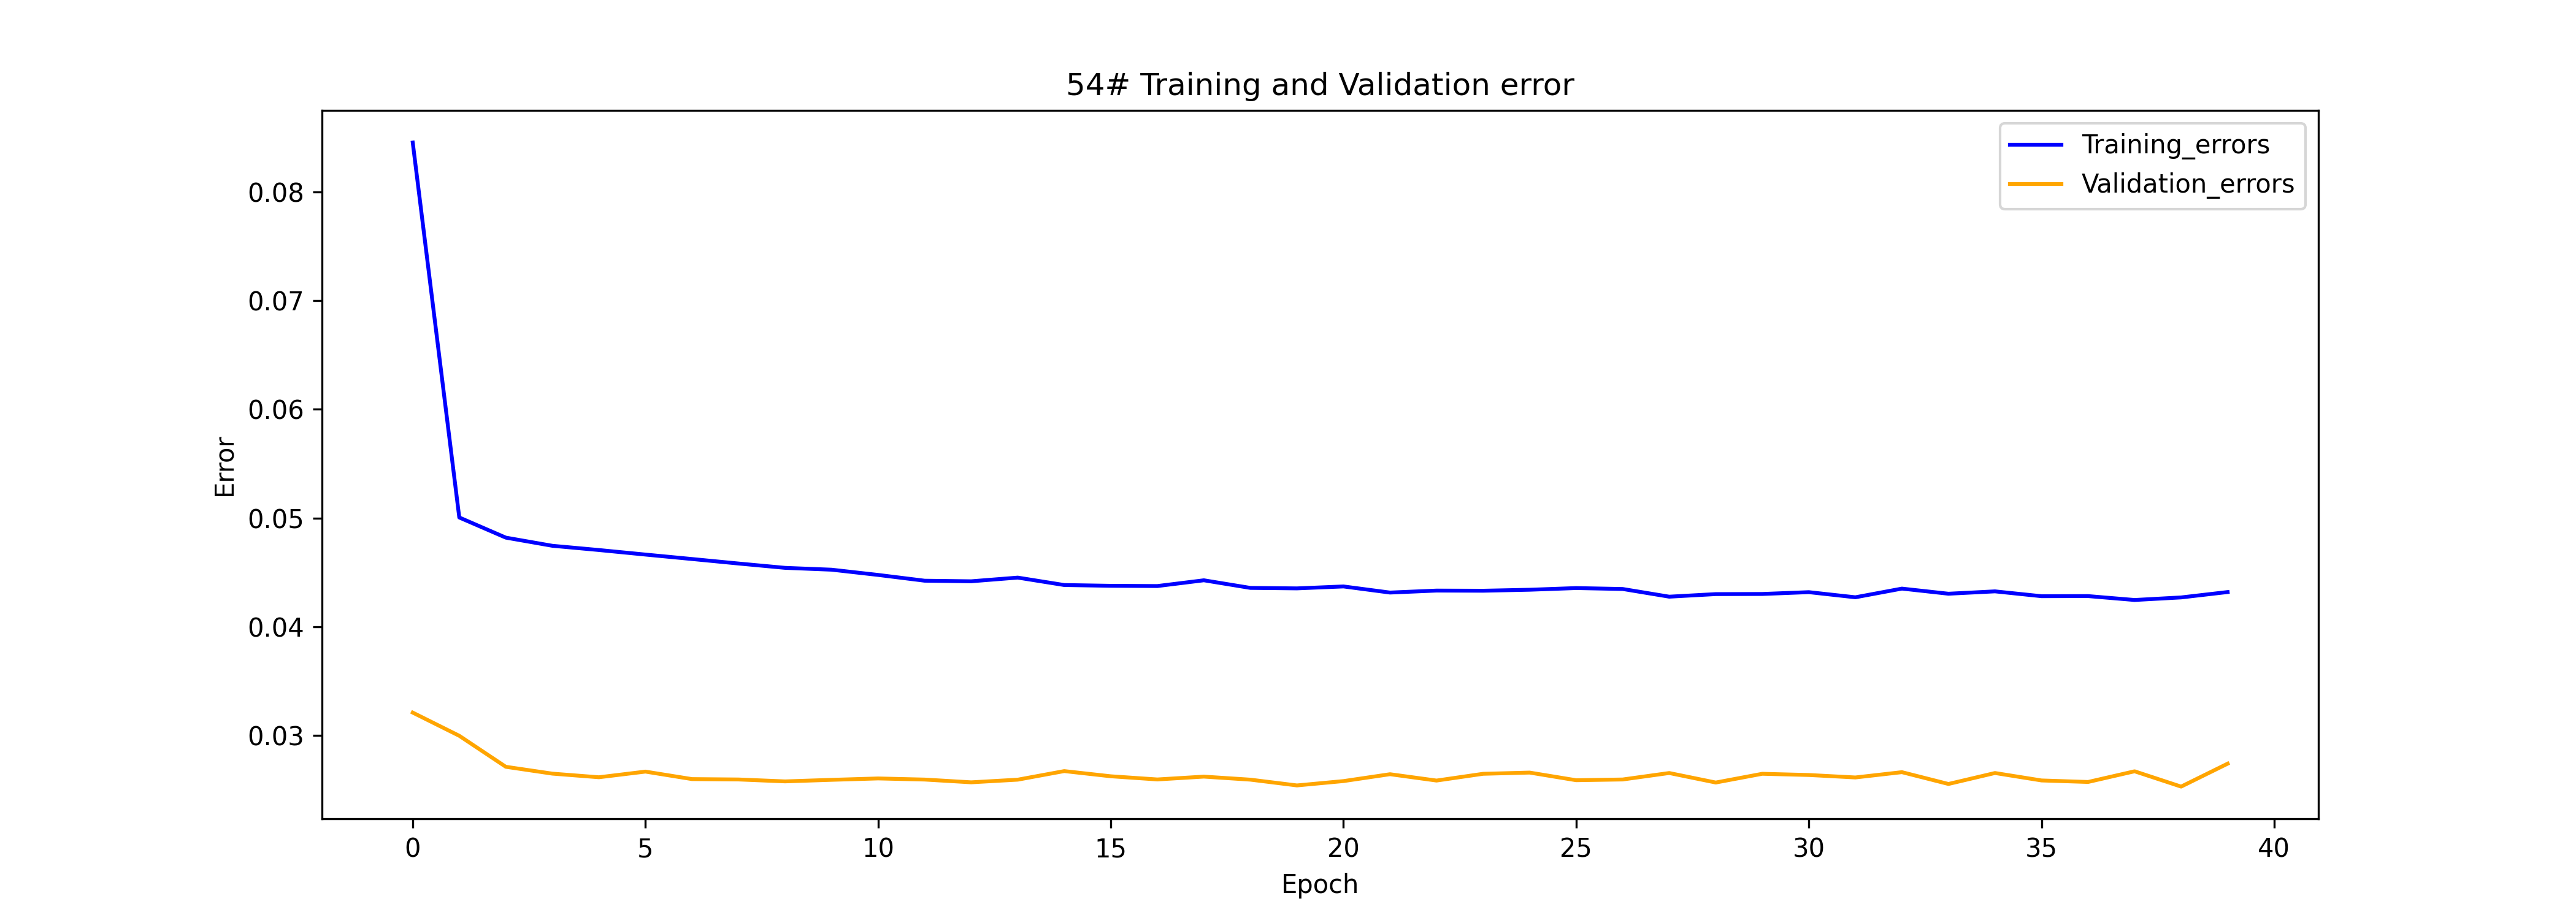 54# Training and Validation error
Training_errors
Validation_errors
0.08
0.07
0.06
0.05
0.04
0.03
Error
0 5 10 15 20 25 30 35 40
Epoch